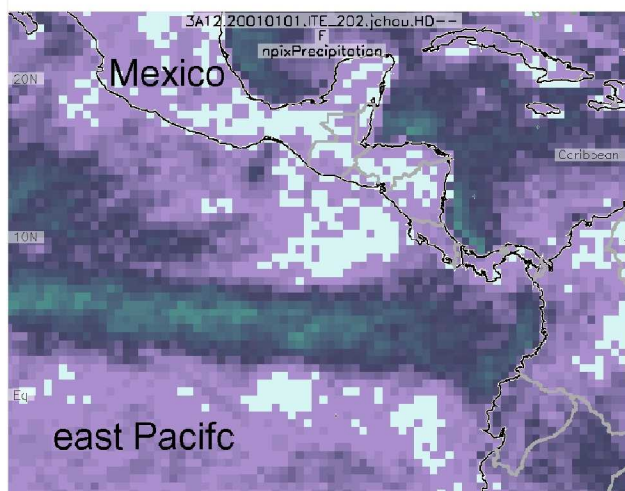 3A12.20010101.ITE_202.jchou.HD--
F
npixPrecipitation
Mexico
20N
Caribbean
10N
Eq
east Pacifc